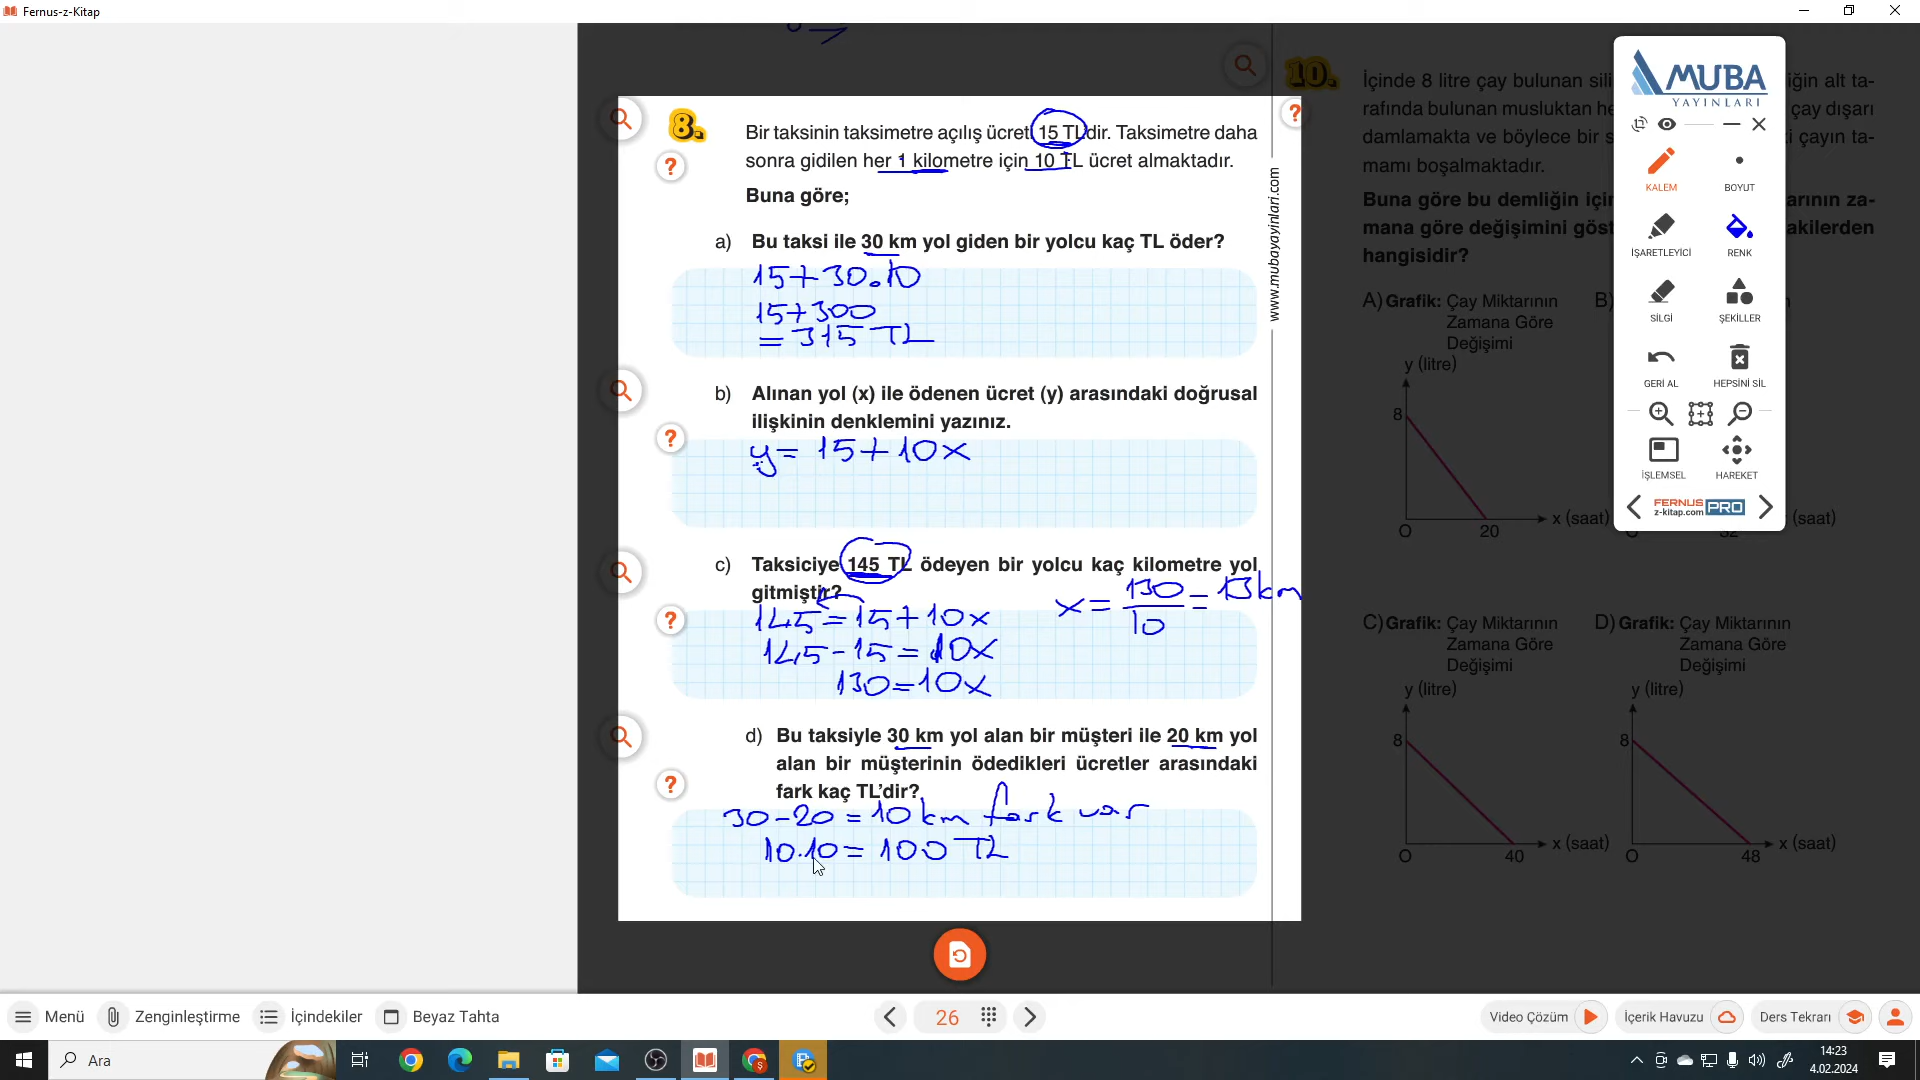 Fernus-z-Kitap
8.
Bir taksinin taksimetre açılış ücreti 15 TL'dir. Taksimetre daha
sonra gidilen her 1 kilometre için 10 TL ücret almaktadır.
Buna göre;
a) Bu taksi ile 30 km yol giden bir yolcu kaç TL öder?
15+30.10
15+300
= 315 TL
b) Alınan yol (x) ile ödenen ücret (y) arasındaki doğrusal
ilişkinin denklemini yazınız.
y = 15+10x
c) Taksiciye 145 TL ödeyen bir yolcu kaç kilometre yol
gitmiştir?
145 = 15+10x
145-15=10x
130=10x
x = 130/10 = 13km
d) Bu taksiyle 30 km yol alan bir müşteri ile 20 km yol
alan bir müşterinin ödedikleri ücretler arasındaki
fark kaç TL'dir?
30-20=10km fark var
10.10= 100 TL
www.mubayayinlari.com
10.
İçinde 8 litre çay bulunan sili
iğin alt ta-
rafında bulunan musluktan he
çay dışarı
damlamakta ve böylece bir s
çayın ta-
mamı boşalmaktadır.
Buna göre bu demliğin için
arının za-
mana göre değişimini göst
akilerden
hangisidir?
A) Grafik: Çay Miktarının
Zamana Göre
Değişimi
y (litre)
8
O
20
x (saat)
B)
x (saat)
C) Grafik: Çay Miktarının
Zamana Göre
Değişimi
y (litre)
8
O
40
x (saat)
D) Grafik: Çay Miktarının
Zamana Göre
Değişimi
y (litre)
8
O
48
x (saat)
MUBA
YAYINLARI
KALEM
BOYUT
İŞARETLEYİCİ
RENK
SİLGİ
ŞEKİLLER
GERİ AL
HEPSİNİ SİL
İŞLEMSEL
HAREKET
FERNUS
z-kitap.com
PRO
Menü
Zenginleştirme
İçindekiler
Beyaz Tahta
26
Video Çözüm
İçerik Havuzu
Ders Tekrarı
Ara
14:23
4.02.2024